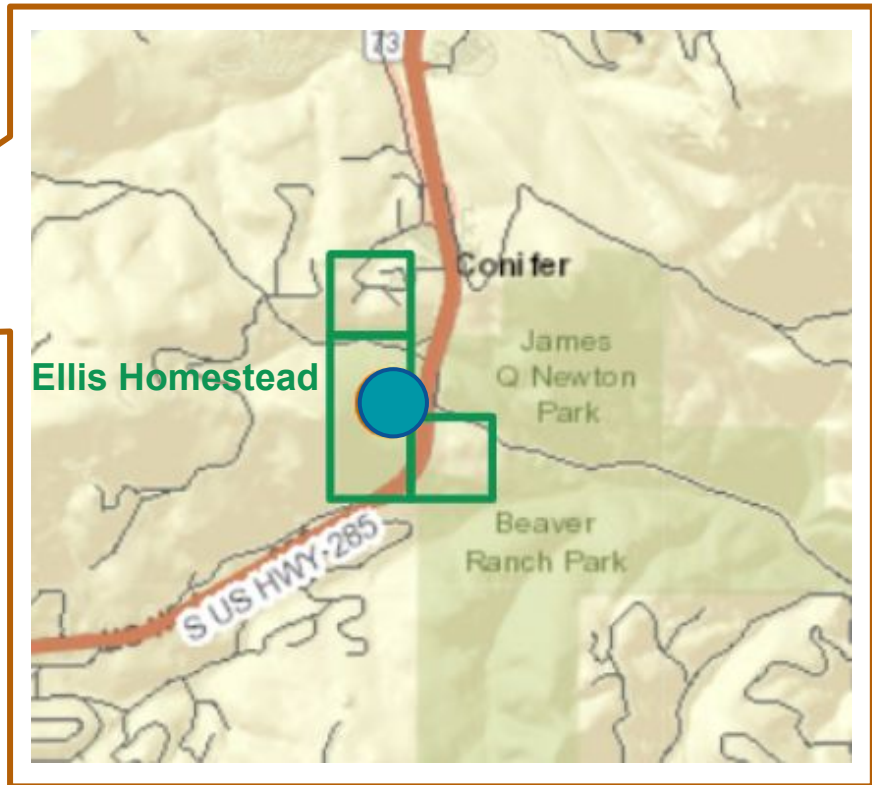 73
Conifer
James
Q Newton
Park
Ellis Homestead
Beaver
Ranch Park
S US HWY-285